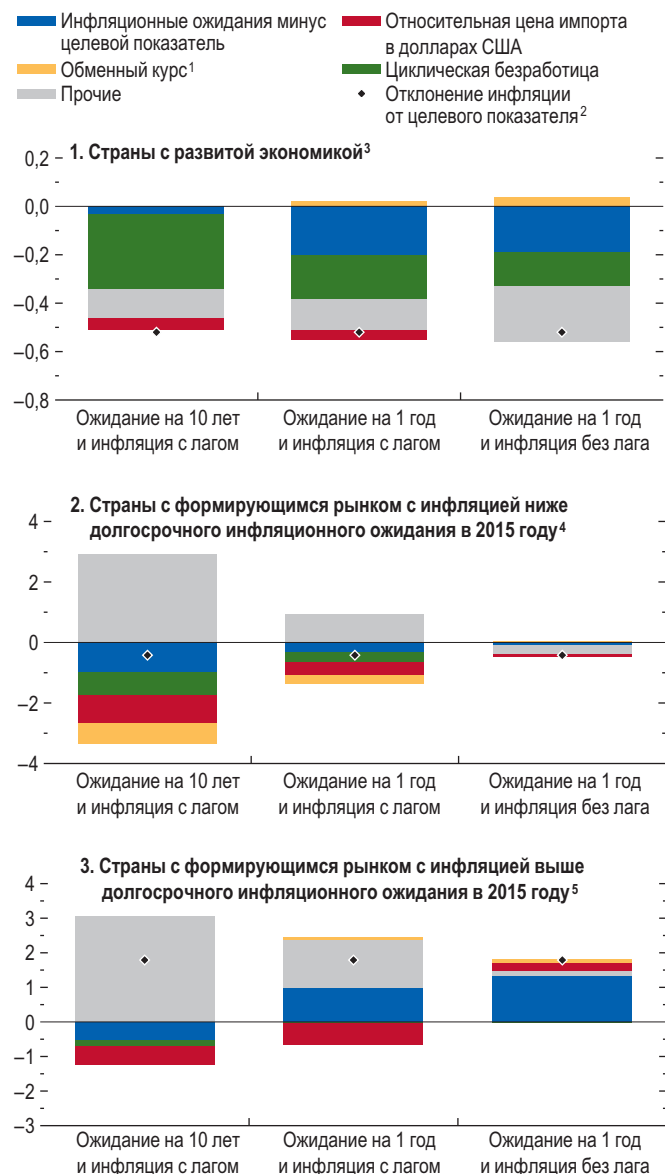 Инфляционные ожидания минус
целевой показатель
Относительная цена импорта
в долларах США
Обменный курс¹
Циклическая безработица
Прочие
Отклонение инфляции
от целевого показателя²
1. Страны с развитой экономикой³
0,2
0,0
–0,2
–0,4
–0,6
–0,8
Ожидание на 10 лет
и инфляция с лагом
Ожидание на 1 год
и инфляция с лагом
Ожидание на 1 год
и инфляция без лага
2. Страны с формирующимся рынком с инфляцией ниже
долгосрочного инфляционного ожидания в 2015 году⁴
4
2
0
–2
–4
Ожидание на 10 лет
и инфляция с лагом
Ожидание на 1 год
и инфляция с лагом
Ожидание на 1 год
и инфляция без лага
3. Страны с формирующимся рынком с инфляцией выше
долгосрочного инфляционного ожидания в 2015 году⁵
4
3
2
1
0
–1
–2
–3
Ожидание на 10 лет
и инфляция с лагом
Ожидание на 1 год
и инфляция с лагом
Ожидание на 1 год
и инфляция без лага